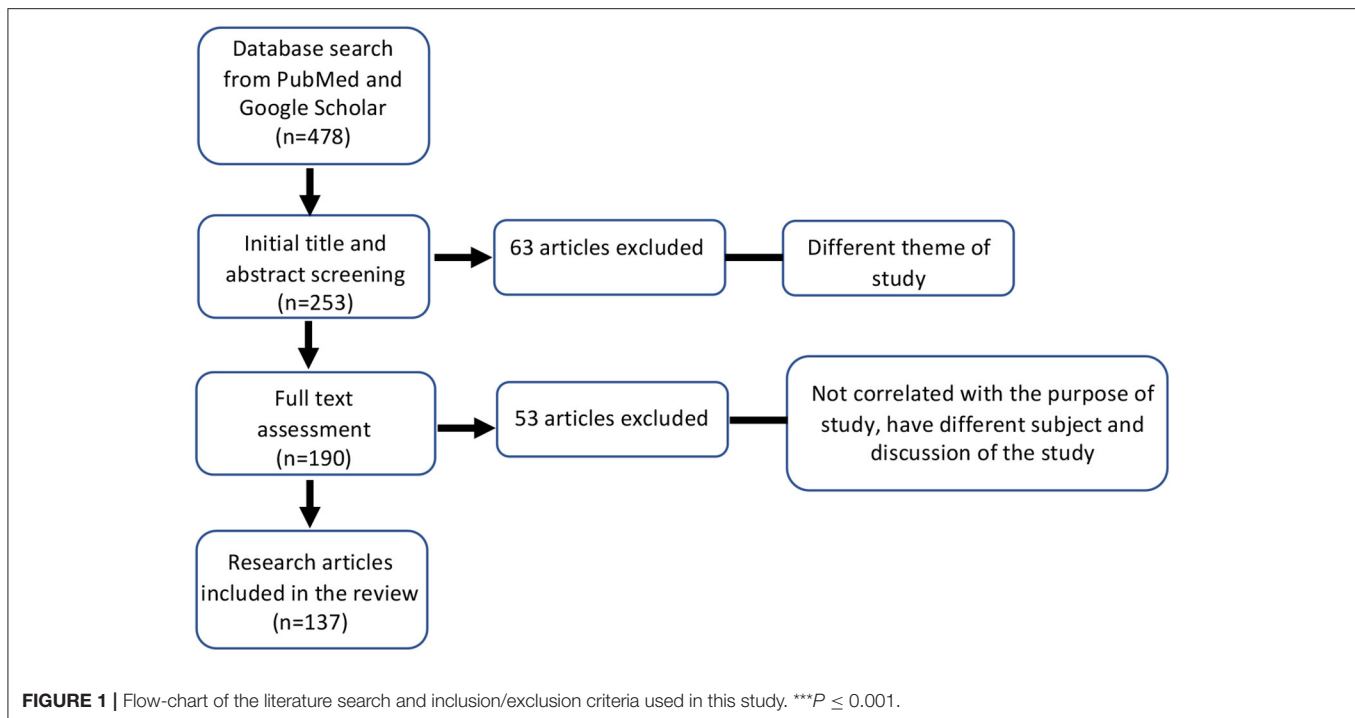 Database search
from PubMed and
Google Scholar
(n=478)
Initial title and
abstract screening
(n=253)
63 articles excluded
Different theme of
study
Full text
assessment
(n=190)
53 articles excluded
Not correlated with the purpose of
study, have different subject and
discussion of the study
Research articles
included in the review
(n=137)
FIGURE 1 | Flow-chart of the literature search and inclusion/exclusion criteria used in this study. ***P ≤ 0.001.